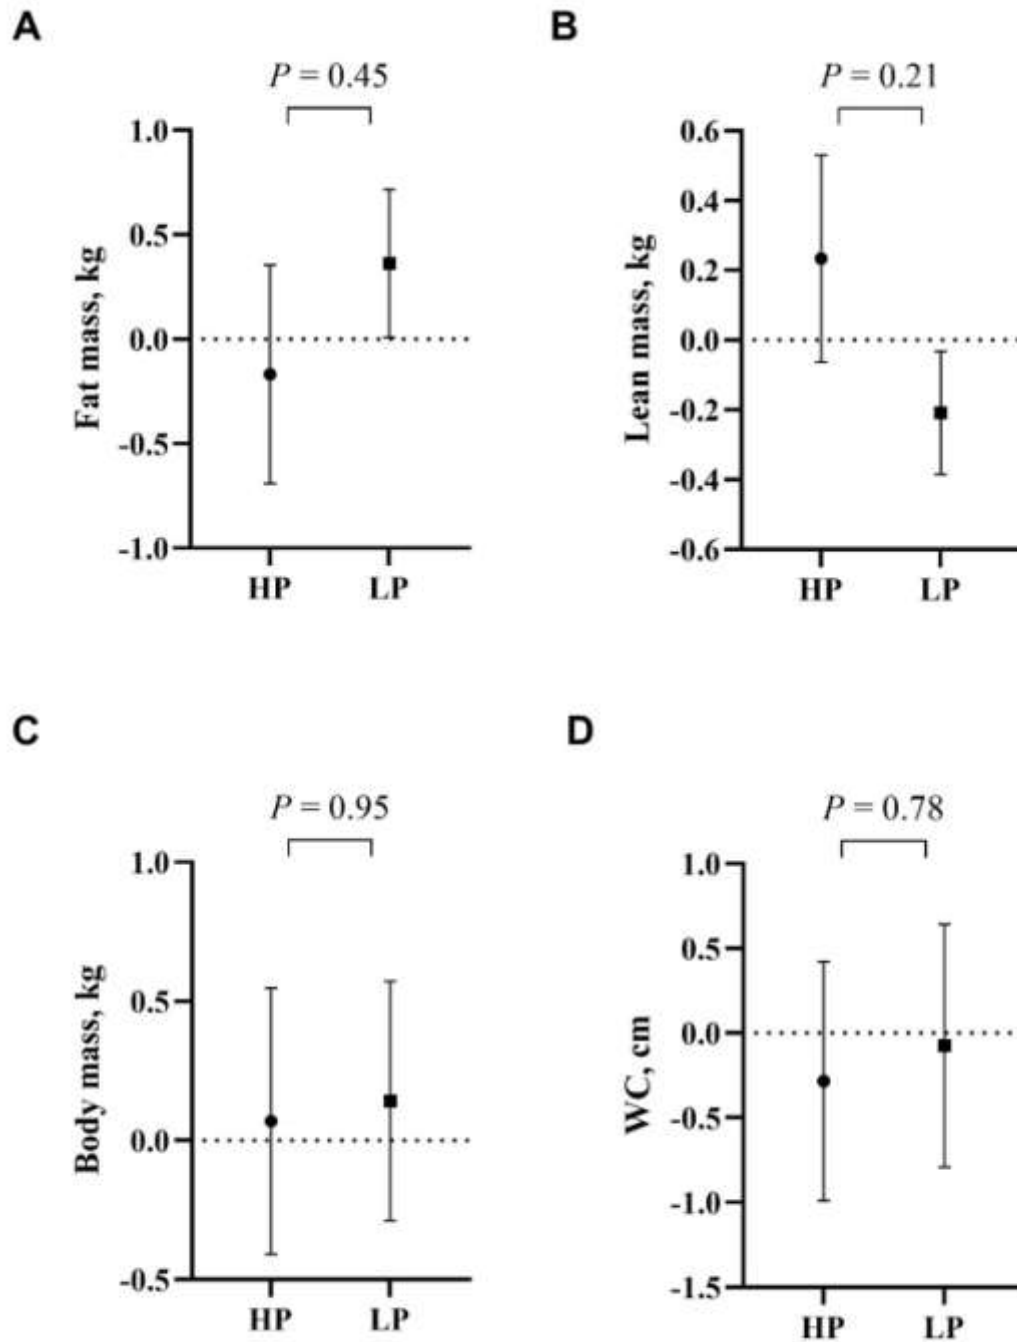 A
P = 0.45
Fat mass, kg
1.0
0.5
0.0
-0.5
-1.0
HP LP
B
P = 0.21
Lean mass, kg
0.6
0.4
0.2
0.0
-0.2
-0.4
-0.6
HP LP
C
P = 0.95
Body mass, kg
1.0
0.5
0.0
-0.5
HP LP
D
P = 0.78
WC, cm
1.0
0.5
0.0
-0.5
-1.0
-1.5
HP LP